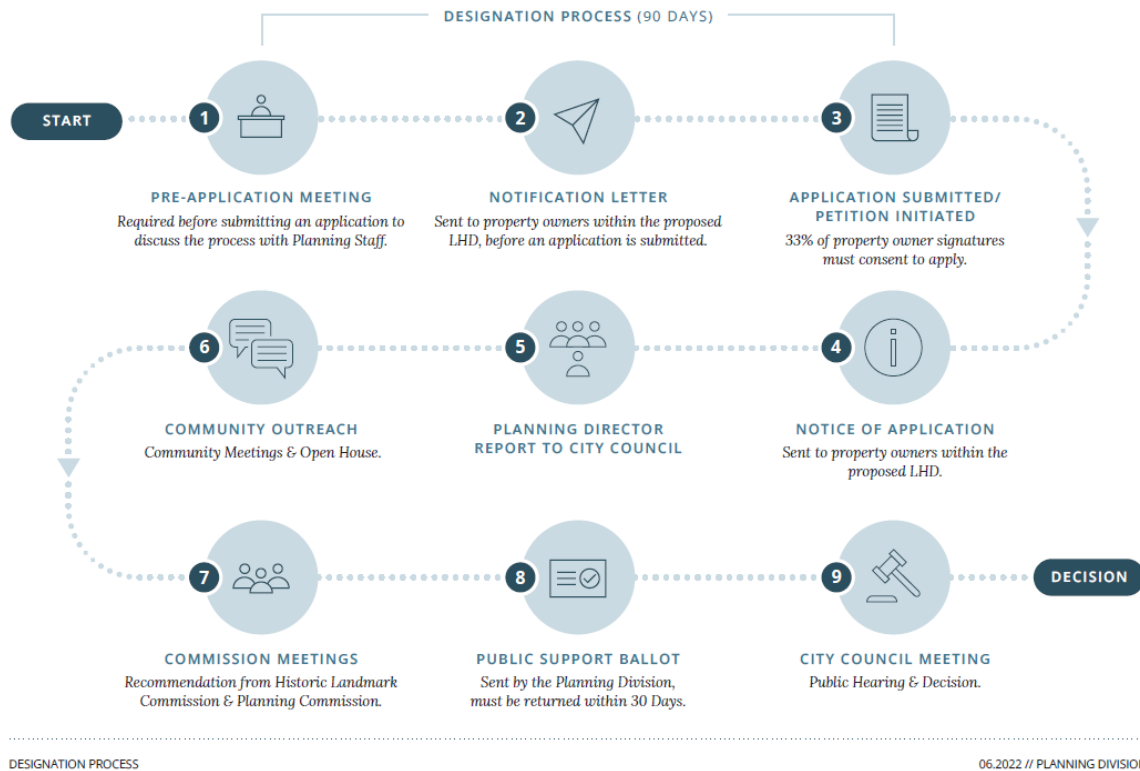 DESIGNATION PROCESS (90 DAYS)
START
1
2
3
PRE-APPLICATION MEETING
Required before submitting an application to
discuss the process with Planning Staff.
NOTIFICATION LETTER
Sent to property owners within the proposed
LHD, before an application is submitted.
APPLICATION SUBMITTED/
PETITION INITIATED
33% of property owner signatures
must consent to apply.
4
NOTICE OF APPLICATION
Sent to property owners within the
proposed LHD.
5
PLANNING DIRECTOR
REPORT TO CITY COUNCIL
6
COMMUNITY OUTREACH
Community Meetings & Open House.
7
COMMISSION MEETINGS
Recommendation from Historic Landmark
Commission & Planning Commission.
8
PUBLIC SUPPORT BALLOT
Sent by the Planning Division,
must be returned within 30 Days.
9
CITY COUNCIL MEETING
Public Hearing & Decision.
DECISION
DESIGNATION PROCESS
06.2022 // PLANNING DIVISION